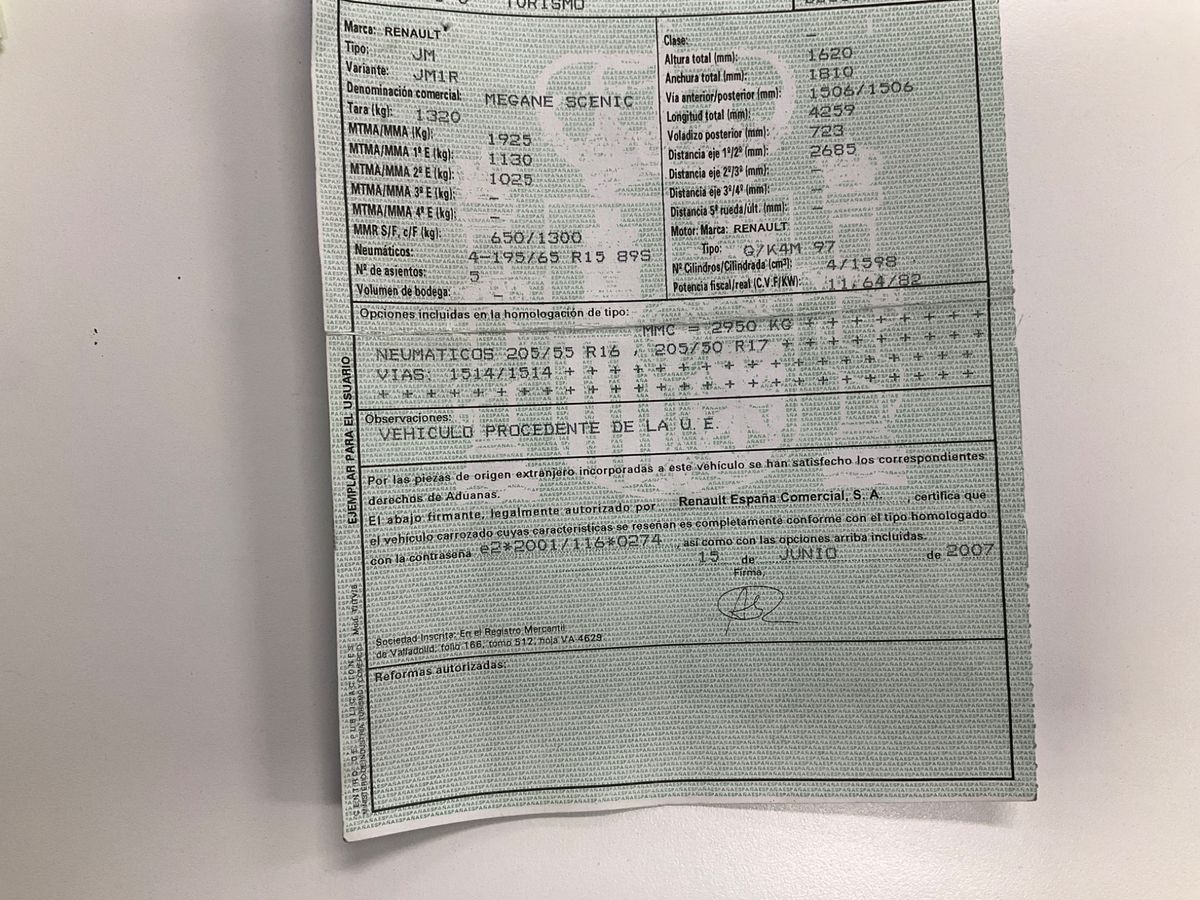 TURISMO
Marca: RENAULT
Tipo: JM
Variante: JM1R
Denominación comercial: MEGANE SCENIC
Tara (kg): 1320
MTMA/MMA (Kg): 1925
MTMA/MMA 1º E (kg): 1130
MTMA/MMA 2º E (kg): 1025
MTMA/MMA 3º E (kg): –
MTMA/MMA 4º E (kg): –
MMR S/F, c/F (kg): 650/1300
Neumáticos: 4-195/65 R15 89S
Nº de asientos: 5
Volumen de bodega: –
Clase: –
Altura total (mm): 1620
Anchura total (mm): 1810
Vía anterior/posterior (mm): 1506/1506
Longitud total (mm): 4259
Voladizo posterior (mm): 723
Distancia eje 1º/2º (mm): 2685
Distancia eje 2º/3º (mm): –
Distancia eje 3º/4º (mm): –
Distancia 5ª rueda/últ. (mm): –
Motor: Marca: RENAULT
Tipo: Q/K4M 97
Nº Cilindros/Cilindrada (cm³): 4/1598
Potencia fiscal/real (C.V.F/KW): 11,64/82
Opciones incluidas en la homologación de tipo:
MMC = 2950 KG + + + + + + + + + +
NEUMATICOS 205/55 R16 , 205/50 R17 + + + + + + + + + + +
VIAS: 1514/1514 + + + + + + + + + + + + + + + + + + + + + + +
Observaciones:
VEHICULO PROCEDENTE DE LA U.E.
Por las piezas de origen extranjero incorporadas a este vehículo se han satisfecho los correspondientes
derechos de Aduanas.
El abajo firmante, legalmente autorizado por Renault España Comercial, S. A. , certifica que
el vehículo carrozado cuyas características se reseñan es completamente conforme con el tipo homologado
con la contraseña e2*2001/116*0274 , así como con las opciones arriba incluidas.
15 de JUNIO de 2007
Firma,
Sociedad Inscrita: En el Registro Mercantil
de Valladolid, folio 166, tomo 512, hoja VA 4629
Reformas autorizadas:
EJEMPLAR PARA EL USUARIO
CENTRO DE PUBLICACIONES
MINISTERIO DE INDUSTRIA, TURISMO Y COMERCIO